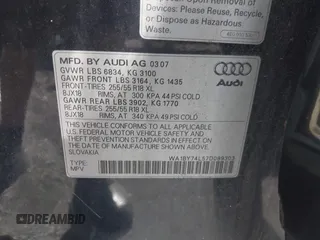 Please Recycle or Dispose as
Hazardous Waste.
MFD. BY AUDI AG 03 07
GVWR LBS 6834, KG 3100
GAWR FRONT LBS 3164, KG 1435
FRONT-TIRES: 255/55 R18 XL
8JX18 RIMS, AT 300 KPA 44 PSI COLD
GAWR REAR LBS 3902, KG 1770
REAR-TIRES: 255/55 R18 XL
8JX18 RIMS, AT 340 KPA 49 PSI COLD
Audi
THIS VEHICLE CONFORMS TO ALL APPLICABLE
U.S. FEDERAL MOTOR VEHICLE SAFETY
STANDARDS IN EFFECT ON THE
DATE OF MANUFACTURE SHOWN ABOVE.
SLOVAKIA
TYPE:
MPV
DREAMBID